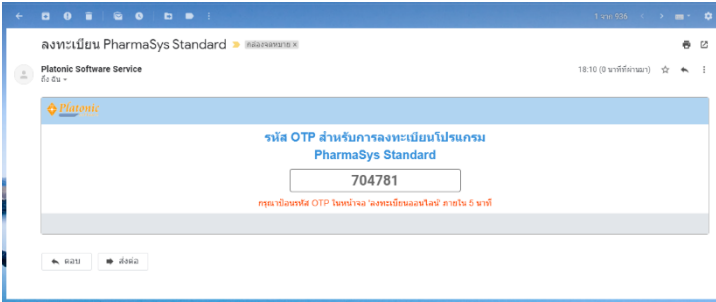 1 จาก 936
ลงทะเบียน PharmaSys Standard กล่องจดหมาย x
Platonic Software Service 18:10 (0 นาทีที่ผ่านมา)
ถึง ฉัน
Platonic
รหัส OTP สำหรับการลงทะเบียนโปรแกรม
PharmaSys Standard
704781
กรุณาป้อนรหัส OTP ในหน้าจอ 'ลงทะเบียนออนไลน์' ภายใน 5 นาที
ตอบ ส่งต่อ